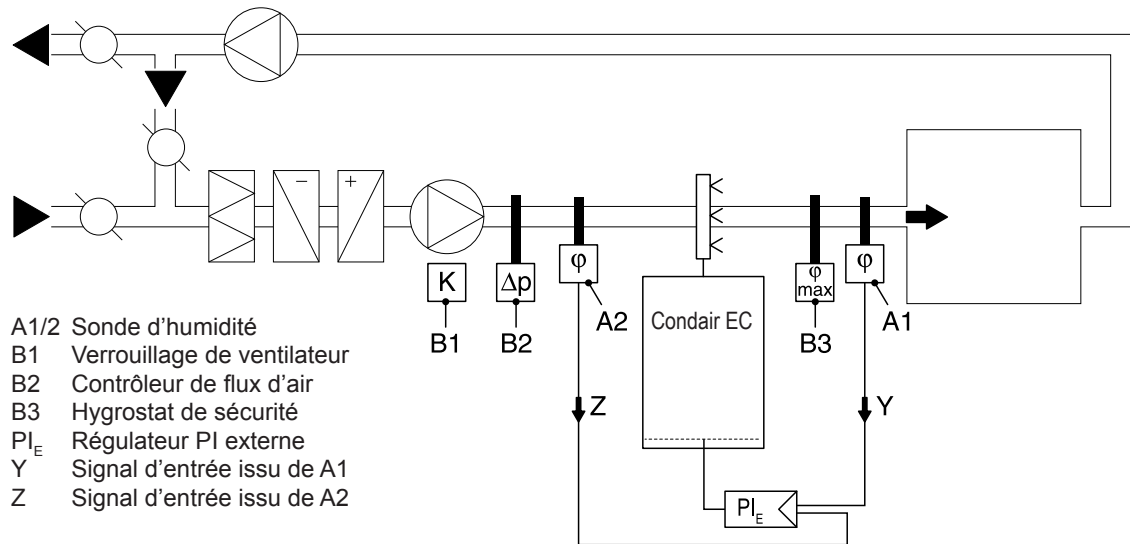 −
+
K
Δp
φ
φ
max
φ
B1
B2
A2
Condair EC
B3
A1
Z
Y
PIE
A1/2 Sonde d’humidité
B1 Verrouillage de ventilateur
B2 Contrôleur de flux d’air
B3 Hygrostat de sécurité
PIE Régulateur PI externe
Y Signal d’entrée issu de A1
Z Signal d’entrée issu de A2